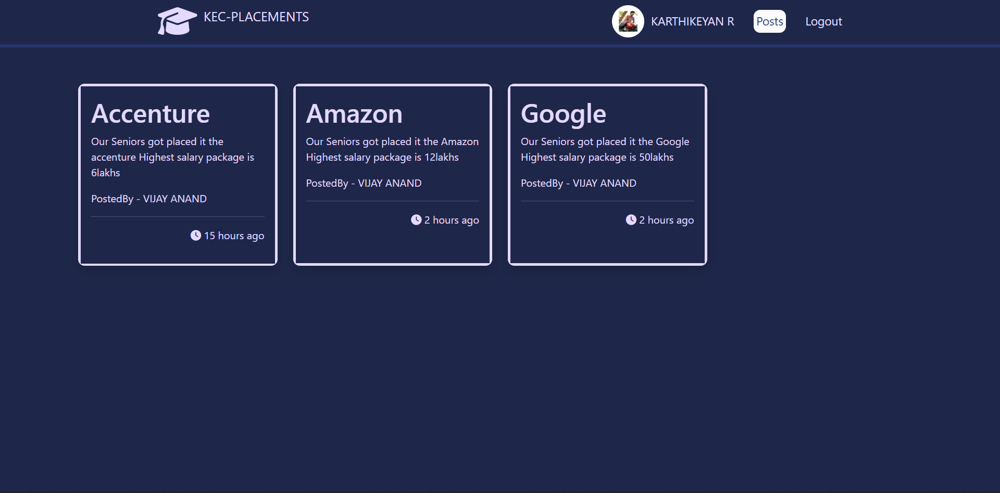 KEC-PLACEMENTS
KARTHIKEYAN R
Posts
Logout
Accenture
Our Seniors got placed it the
accenture Highest salary package is
6lakhs
PostedBy - VIJAY ANAND
15 hours ago
Amazon
Our Seniors got placed it the Amazon
Highest salary package is 12lakhs
PostedBy - VIJAY ANAND
2 hours ago
Google
Our Seniors got placed it the Google
Highest salary package is 50lakhs
PostedBy - VIJAY ANAND
2 hours ago